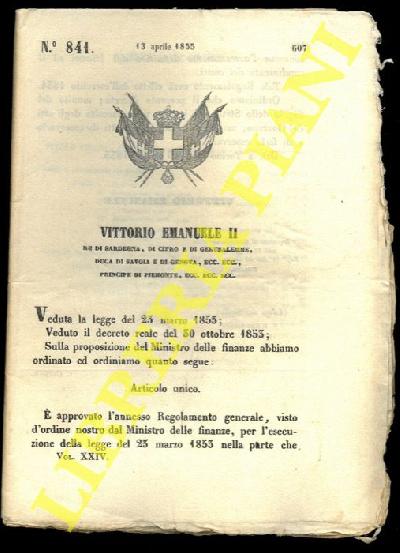 N.° 841.
13 aprile 1855
607
VITTORIO EMANUELE II
RE DI SARDEGNA, DI CIPRO E DI GERUSALEMME,
DUCA DI SAVOIA E DI GENOVA, ECC. ECC.,
PRINCIPE DI PIEMONTE, ECC. ECC. ECC.
Veduta la legge del 23 marzo 1853;
Veduto il decreto reale del 30 ottobre 1853;
Sulla proposizione del Ministro delle finanze abbiamo
ordinato ed ordiniamo quanto segue:
Articolo unico.
È approvato l'annesso Regolamento generale, visto
d'ordine nostro dal Ministro delle finanze, per l'esecu-
zione della legge del 23 marzo 1853 nella parte che
VOL. XXIV.
LIBRERIA PIANI